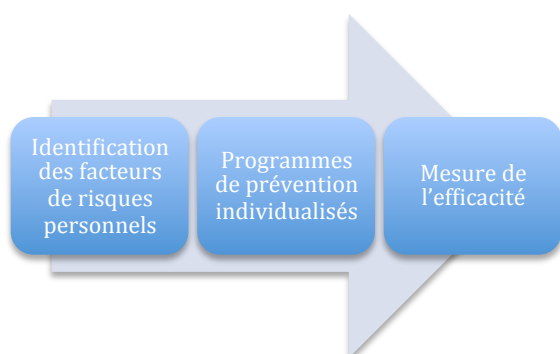 Identification
des facteurs
de risques
personnels
Programmes
de prévention
individualisés
Mesure de
l’efficacité